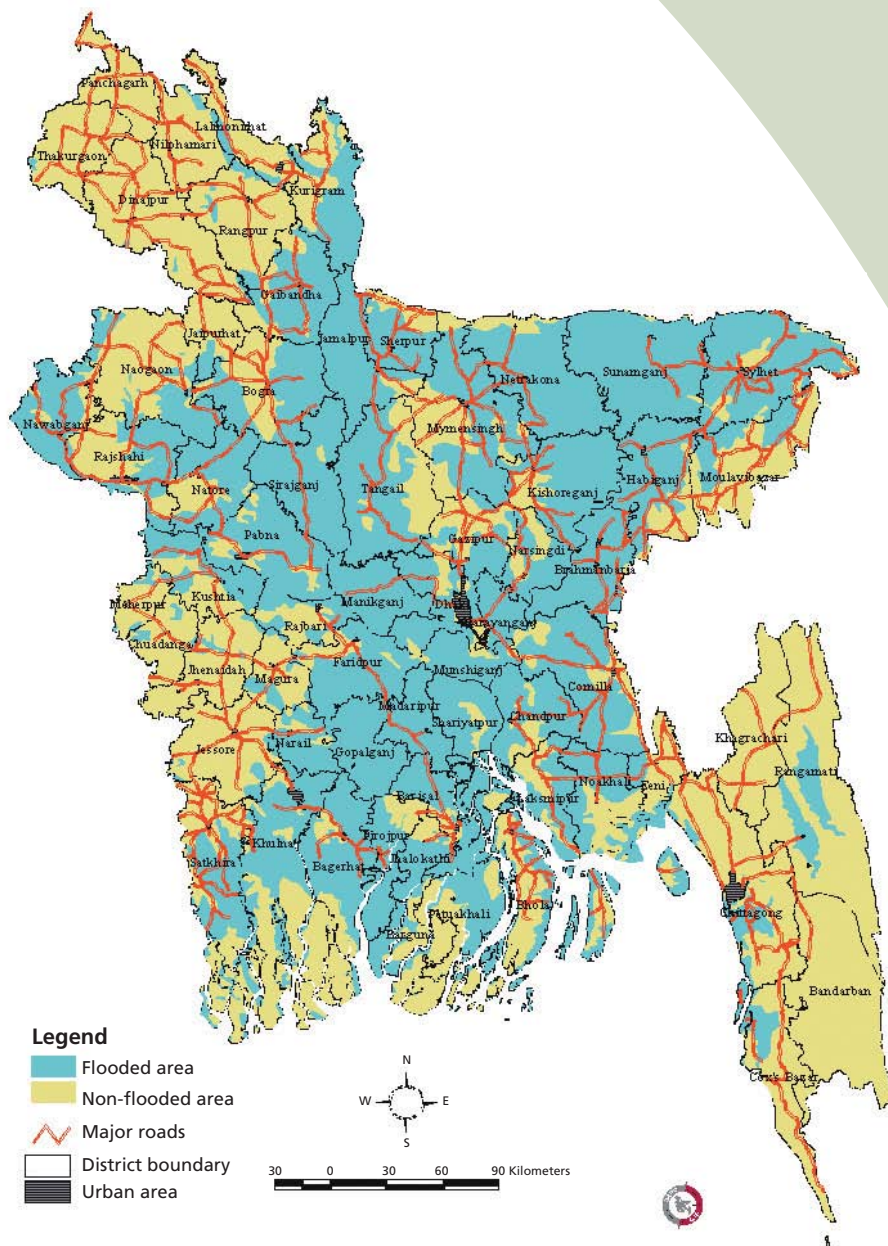 Panchagarh
Lalmonirhat
Nilphamari
Thakurgaon
Kurigram
Dinajpur
Rangpur
Gaibandha
Jaipurhat
Jamalpur
Sherpur
Naogaon
Netrakona
Sunamganj
Sylhet
Bogra
Nawabganj
Mymensingh
Rajshahi
Habiganj
Moulavibazar
Natore
Sirajganj
Tangail
Kishoreganj
Pabna
Gazipur
Narsingdi
Brahmanbaria
Kushtia
Meherpur
Manikganj
Dhaka
Narayanganj
Rajbari
Chuadanga
Faridpur
Jhenaidah
Munshiganj
Magura
Comilla
Madaripur
Chandpur
Shariyatpur
Khagrachari
Jessore
Narail
Gopalganj
Rangamati
Noakhali
Feni
Barisal
Laksmipur
Pirojpur
Khulna
Satkhira
Jhalokathi
Bagerhat
Bhola
Patuakhali
Chittagong
Barguna
Bandarban
Cox's Bazar
Legend
Flooded area
Non-flooded area
Major roads
District boundary
Urban area
N
W E
S
30 0 30 60 90 Kilometers